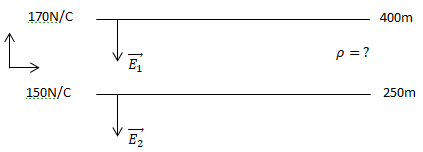 170N/C 400m
E₁ ρ = ?
150N/C 250m
E₂